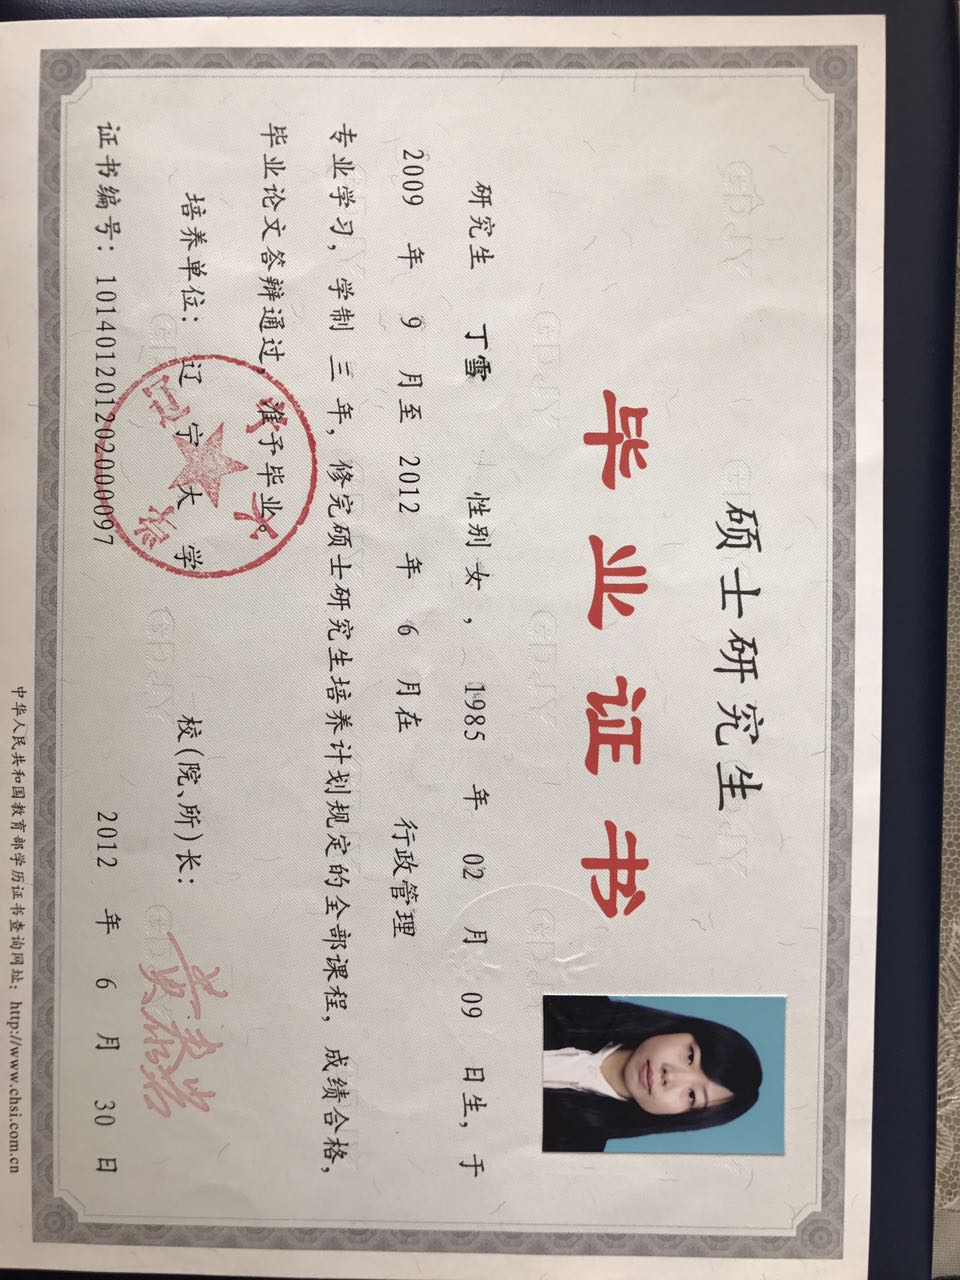 硕士研究生
毕业证书
研究生 丁雪 性别 女 ， 1985 年 02 月 09 日生，于
2009 年 9 月至 2012 年 6 月在 行政管理
专业学习，学制 三 年，修完硕士研究生培养计划规定的全部课程，成绩合格，
毕业论文答辩通过，准予毕业。
培养单位：辽宁大学
校（院、所）长：
黄泰岩
辽宁大学
证书编号：101401201202000097
2012 年 6 月 30 日
中华人民共和国教育部学历证书查询网址：http://www.chsi.com.cn